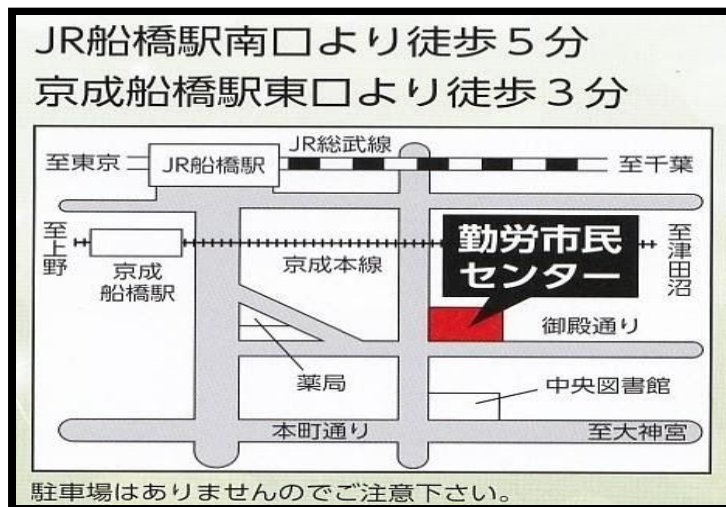 JR船橋駅南口より徒歩5分
京成船橋駅東口より徒歩3分
JR総武線
至東京
JR船橋駅
至千葉
至上野
京成
船橋駅
京成本線
勤労市民
センター
至津田沼
御殿通り
薬局
中央図書館
本町通り
至大神宮
駐車場はありませんのでご注意下さい。